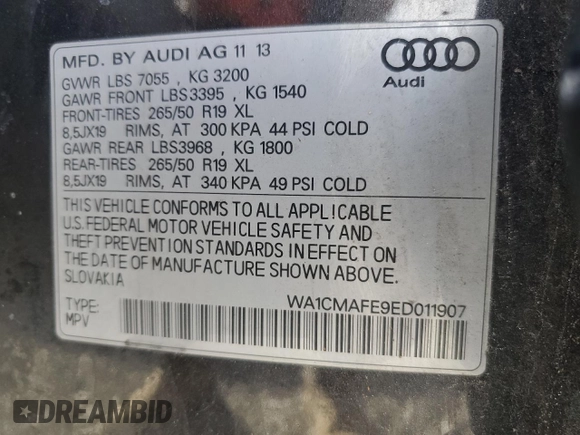 MFD. BY AUDI AG 11 13
GVWR LBS 7055 , KG 3200
GAWR FRONT LBS3395 , KG 1540
FRONT-TIRES 265/50 R19 XL
8,5JX19 RIMS, AT 300 KPA 44 PSI COLD
GAWR REAR LBS3968 , KG 1800
REAR-TIRES 265/50 R19 XL
8,5JX19 RIMS, AT 340 KPA 49 PSI COLD
Audi
THIS VEHICLE CONFORMS TO ALL APPLICABLE
U.S. FEDERAL MOTOR VEHICLE SAFETY AND
THEFT PREVENTION STANDARDS IN EFFECT ON
THE DATE OF MANUFACTURE SHOWN ABOVE.
SLOVAKIA
WA1CMAFE9ED011907
TYPE:
MPV
DREAMBID